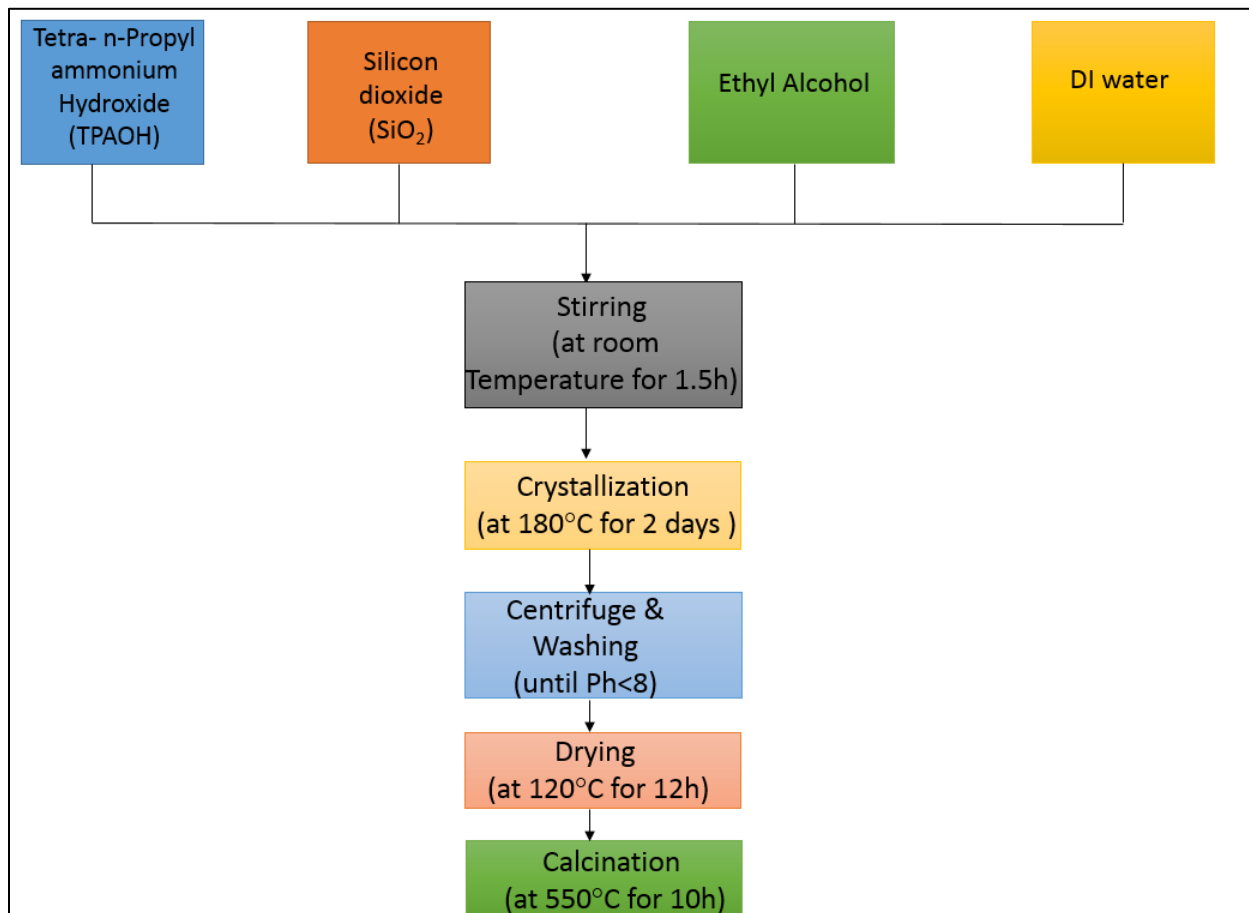 Tetra- n-Propyl
ammonium
Hydroxide
(TPAOH)
Silicon
dioxide
(SiO₂)
Ethyl Alcohol
DI water
Stirring
(at room
Temperature for 1.5h)
Crystallization
(at 180°C for 2 days )
Centrifuge &
Washing
(until Ph<8)
Drying
(at 120°C for 12h)
Calcination
(at 550°C for 10h)